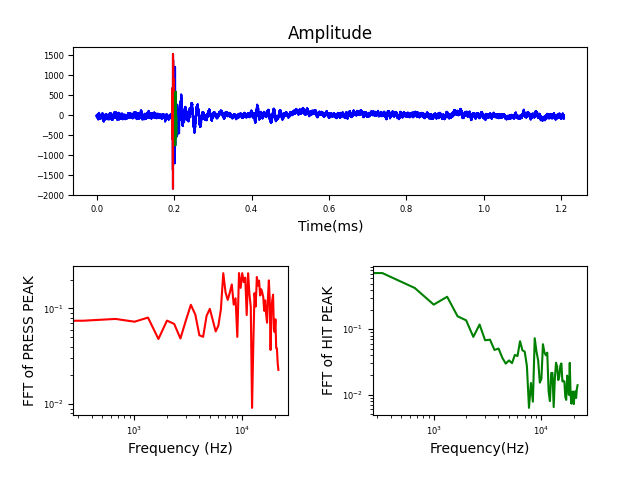 Amplitude
1500
1000
500
0
−500
−1000
−1500
−2000
0.0 0.2 0.4 0.6 0.8 1.0 1.2
Time(ms)
FFT of PRESS PEAK
10⁻¹
10⁻²
10³ 10⁴
Frequency (Hz)
FFT of HIT PEAK
10⁻¹
10⁻²
10³ 10⁴
Frequency(Hz)